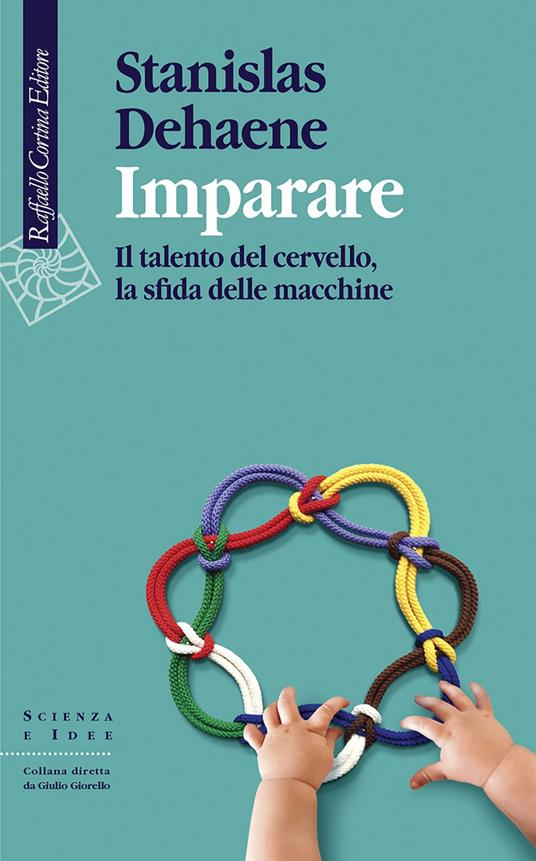 Raffaello Cortina Editore
Stanislas
Dehaene
Imparare
Il talento del cervello,
la sfida delle macchine
SCIENZA
E IDEE
Collana diretta
da Giulio Giorello